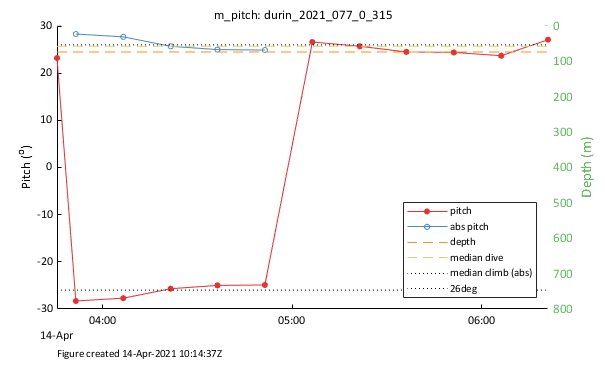 m_pitch: durin_2021_077_0_315
30
20
10
0
-10
-20
-30
Pitch (o)
0
100
200
300
400
500
600
700
800
Depth (m)
pitch
abs pitch
depth
median dive
median climb (abs)
26deg
04:00
05:00
06:00
14-Apr
Figure created 14-Apr-2021 10:14:37Z